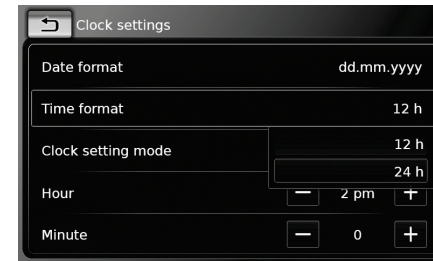 Clock settings
Date format dd.mm.yyyy
Time format 12 h
12 h
Clock setting mode
24 h
Hour − 2 pm +
Minute − 0 +